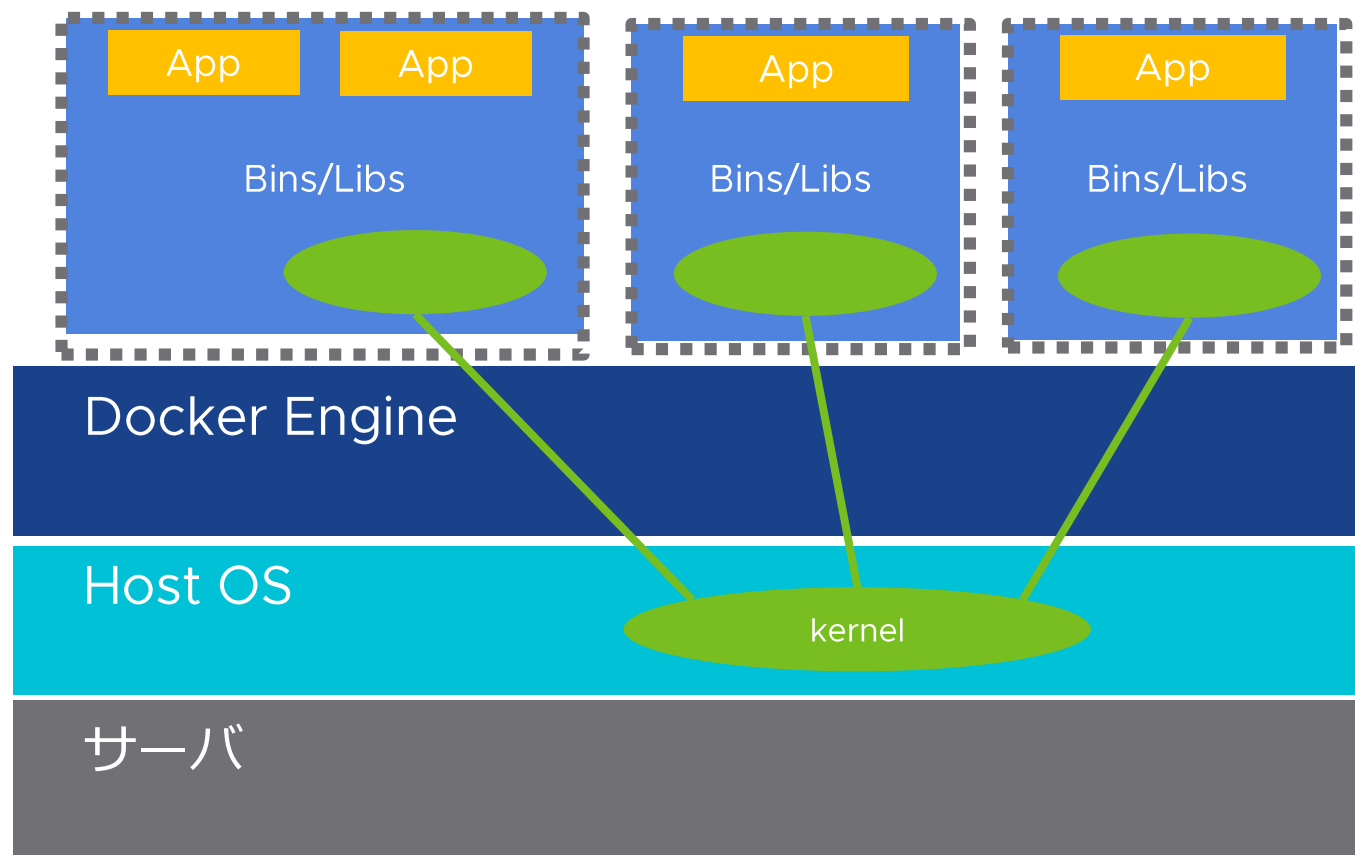 App
App
App
App
Bins/Libs
Bins/Libs
Bins/Libs
Docker Engine
Host OS
kernel
サーバ